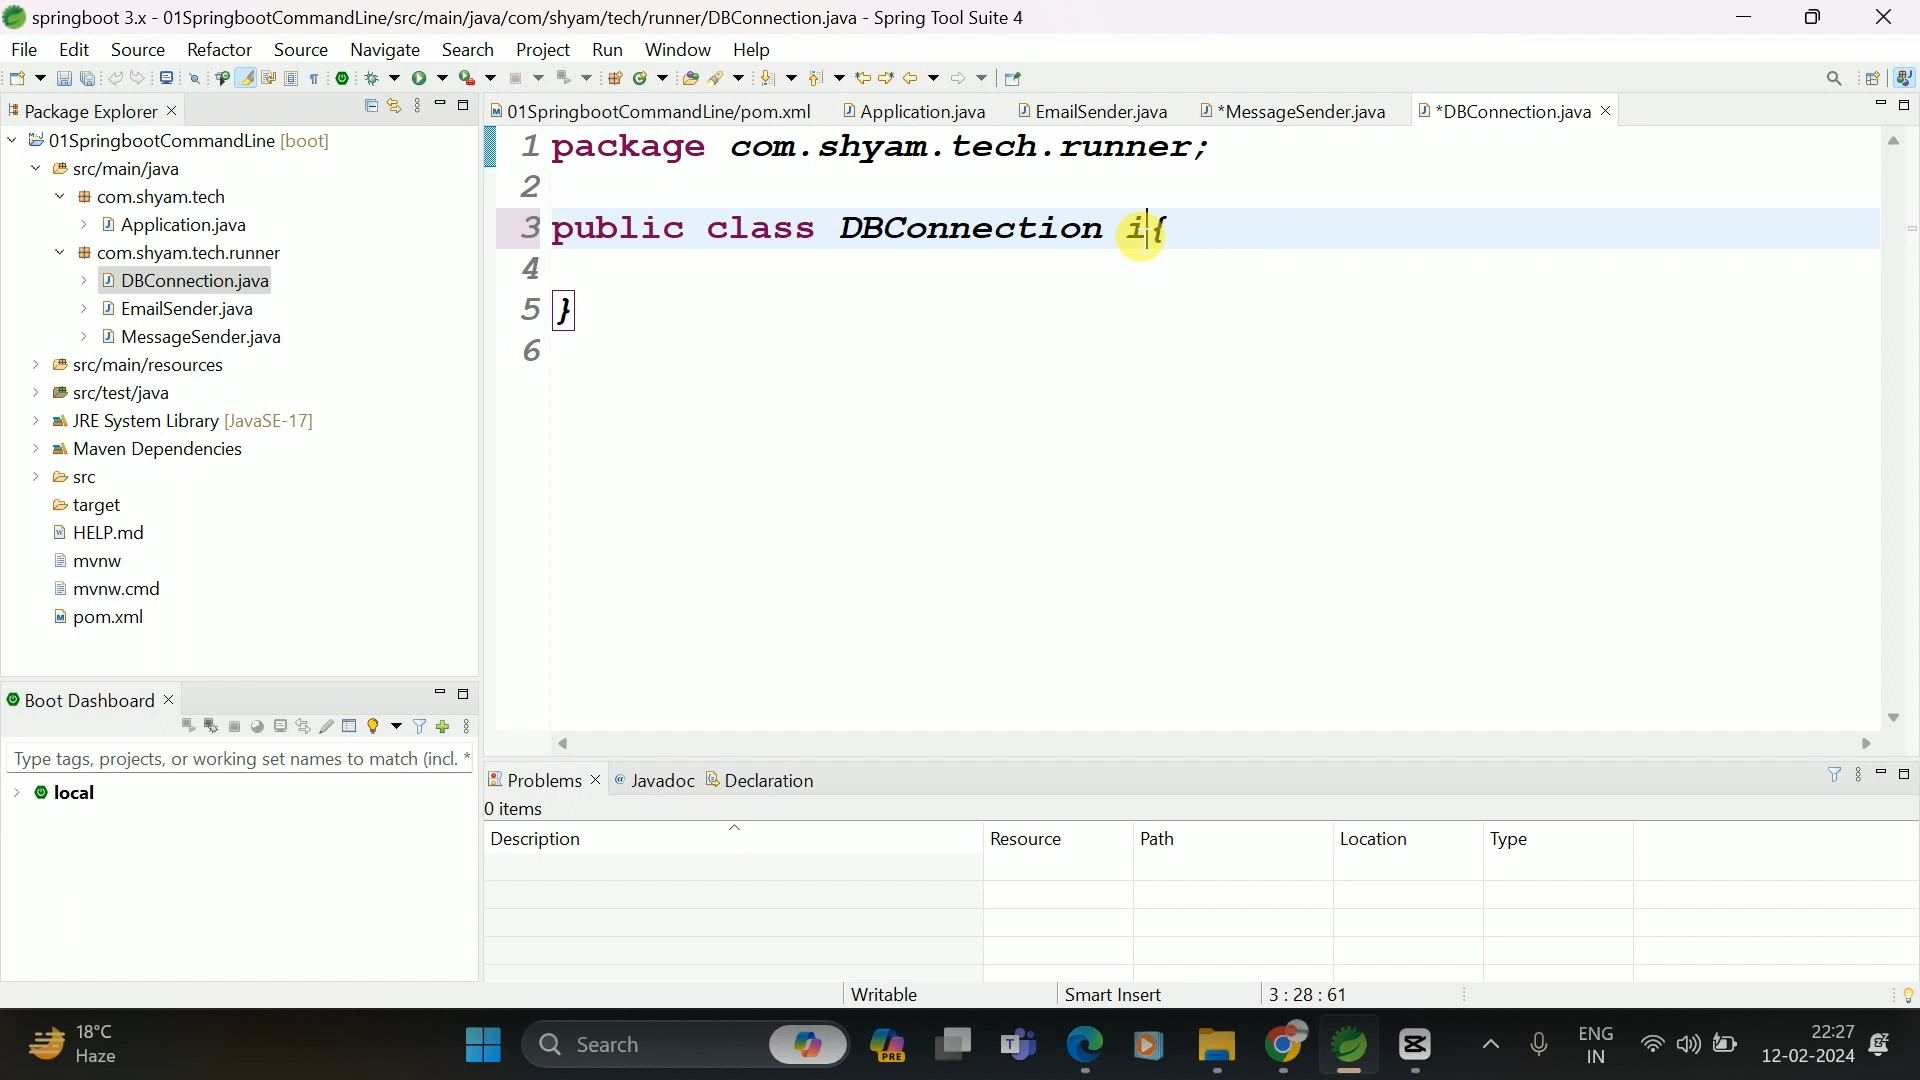 springboot 3.x - 01SpringbootCommandLine/src/main/java/com/shyam/tech/runner/DBConnection.java - Spring Tool Suite 4
File Edit Source Refactor Source Navigate Search Project Run Window Help
Package Explorer
01SpringbootCommandLine/pom.xml Application.java EmailSender.java *MessageSender.java *DBConnection.java
01SpringbootCommandLine [boot]
src/main/java
com.shyam.tech
Application.java
com.shyam.tech.runner
DBConnection.java
EmailSender.java
MessageSender.java
src/main/resources
src/test/java
JRE System Library [JavaSE-17]
Maven Dependencies
src
target
HELP.md
mvnw
mvnw.cmd
pom.xml
1 package com.shyam.tech.runner;
2
3 public class DBConnection i{
4
5 }
6
Boot Dashboard
Type tags, projects, or working set names to match (incl. *
local
Problems Javadoc Declaration
0 items
Description Resource Path Location Type
Writable Smart Insert 3 : 28 : 61
18°C
Haze
Search
PRE
ENG
IN
22:27
12-02-2024